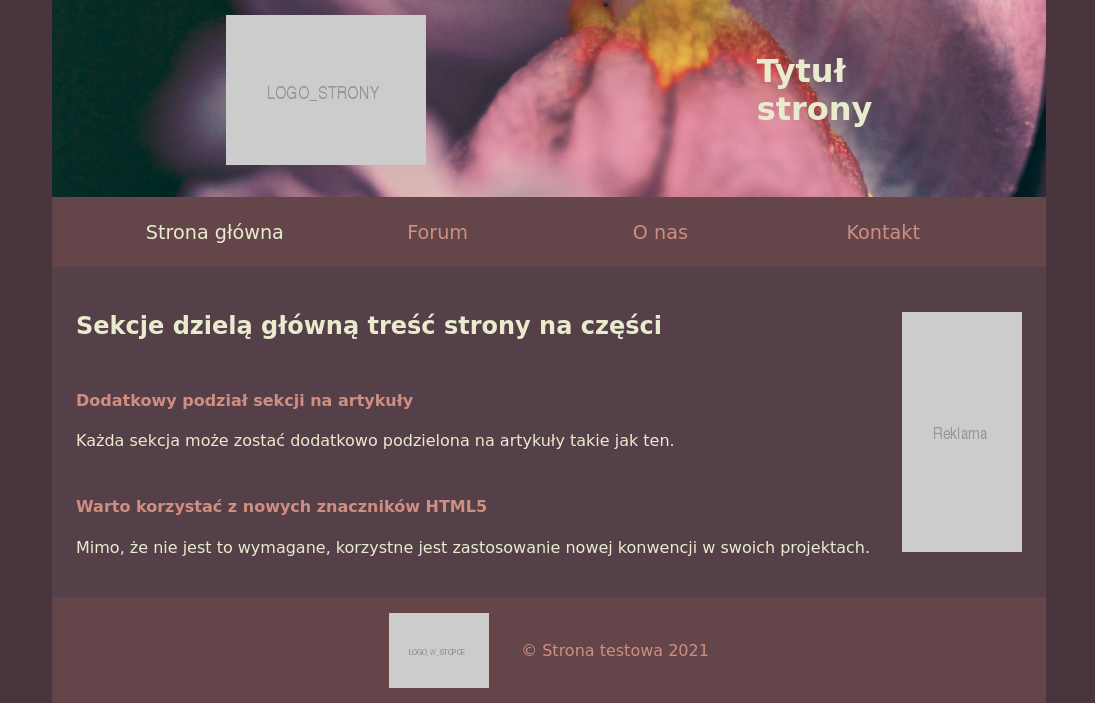 LOGO_STRONY
Tytuł
strony
Strona główna
Forum
O nas
Kontakt
Sekcje dzielą główną treść strony na części
Dodatkowy podział sekcji na artykuły
Każda sekcja może zostać dodatkowo podzielona na artykuły takie jak ten.
Warto korzystać z nowych znaczników HTML5
Mimo, że nie jest to wymagane, korzystne jest zastosowanie nowej konwencji w swoich projektach.
Reklama
LOGO_W_STOPCE
© Strona testowa 2021